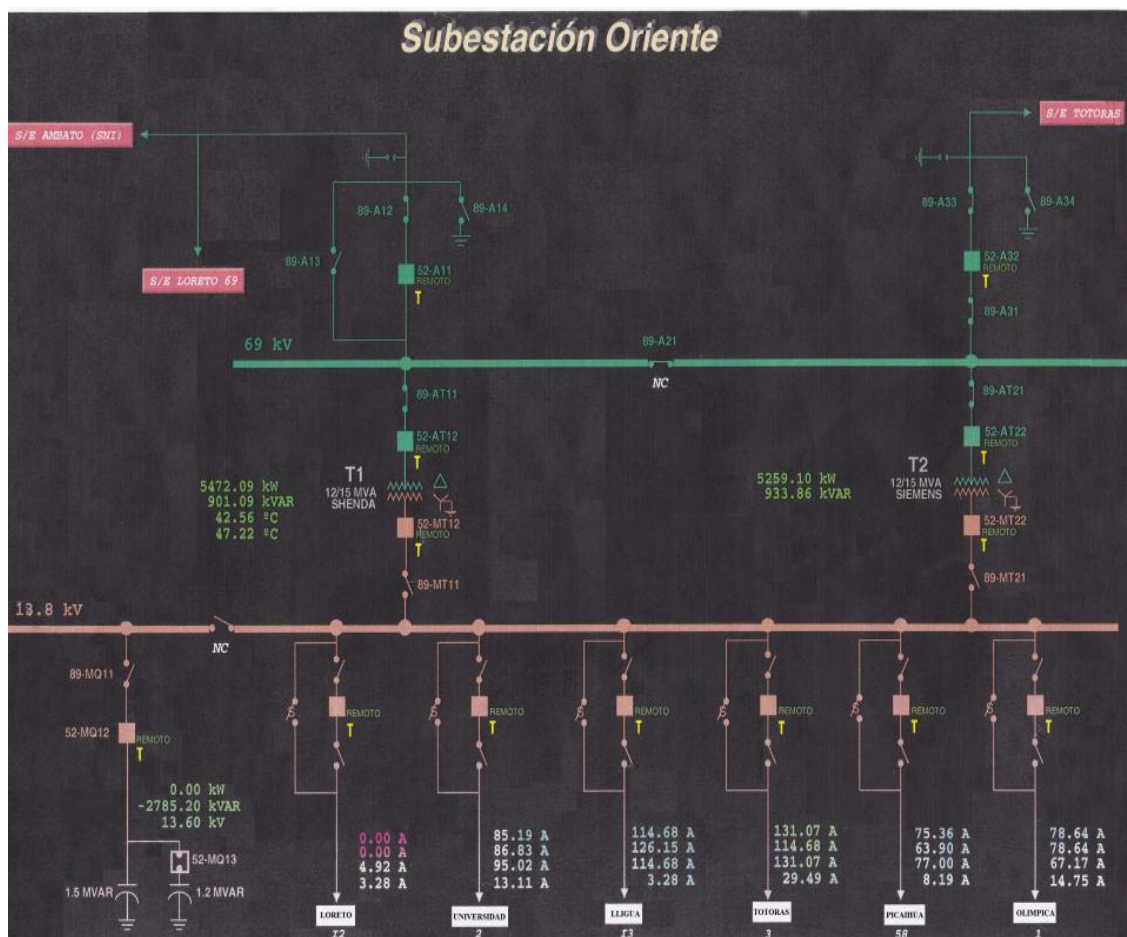 Subestación Oriente
S/E AMBATO (SNI)
S/E TOTORAS
S/E LORETO 69
89-A12
89-A14
89-A13
52-A11
REMOTO
T
89-A33
89-A34
52-A32
REMOTO
T
89-A31
69 kV
89-A21
NC
89-AT11
52-AT12
REMOTO
T
89-AT21
52-AT22
REMOTO
T
T1
12/15 MVA
SHENDA
5472.09 kW
901.09 kVAR
42.56 ºC
47.22 ºC
T2
12/15 MVA
SIEMENS
5259.10 kW
933.86 kVAR
52-MT12
REMOTO
T
89-MT11
52-MT22
REMOTO
T
89-MT21
13.8 kV
NC
89-MQ11
52-MQ12
REMOTO
T
0.00 kW
-2785.20 kVAR
13.60 kV
52-MQ13
1.5 MVAR
1.2 MVAR
S
REMOTO
T
0.00 A
0.00 A
4.92 A
3.28 A
LORETO
I2
S
REMOTO
T
85.19 A
86.83 A
95.02 A
13.11 A
UNIVERSIDAD
2
S
REMOTO
T
114.68 A
126.15 A
114.68 A
3.28 A
LLIGUA
I3
S
REMOTO
T
131.07 A
114.68 A
131.07 A
29.49 A
TOTORAS
3
S
REMOTO
T
75.36 A
63.90 A
77.00 A
8.19 A
PICAIHUA
58
S
REMOTO
T
78.64 A
78.64 A
67.17 A
14.75 A
OLIMPICA
1